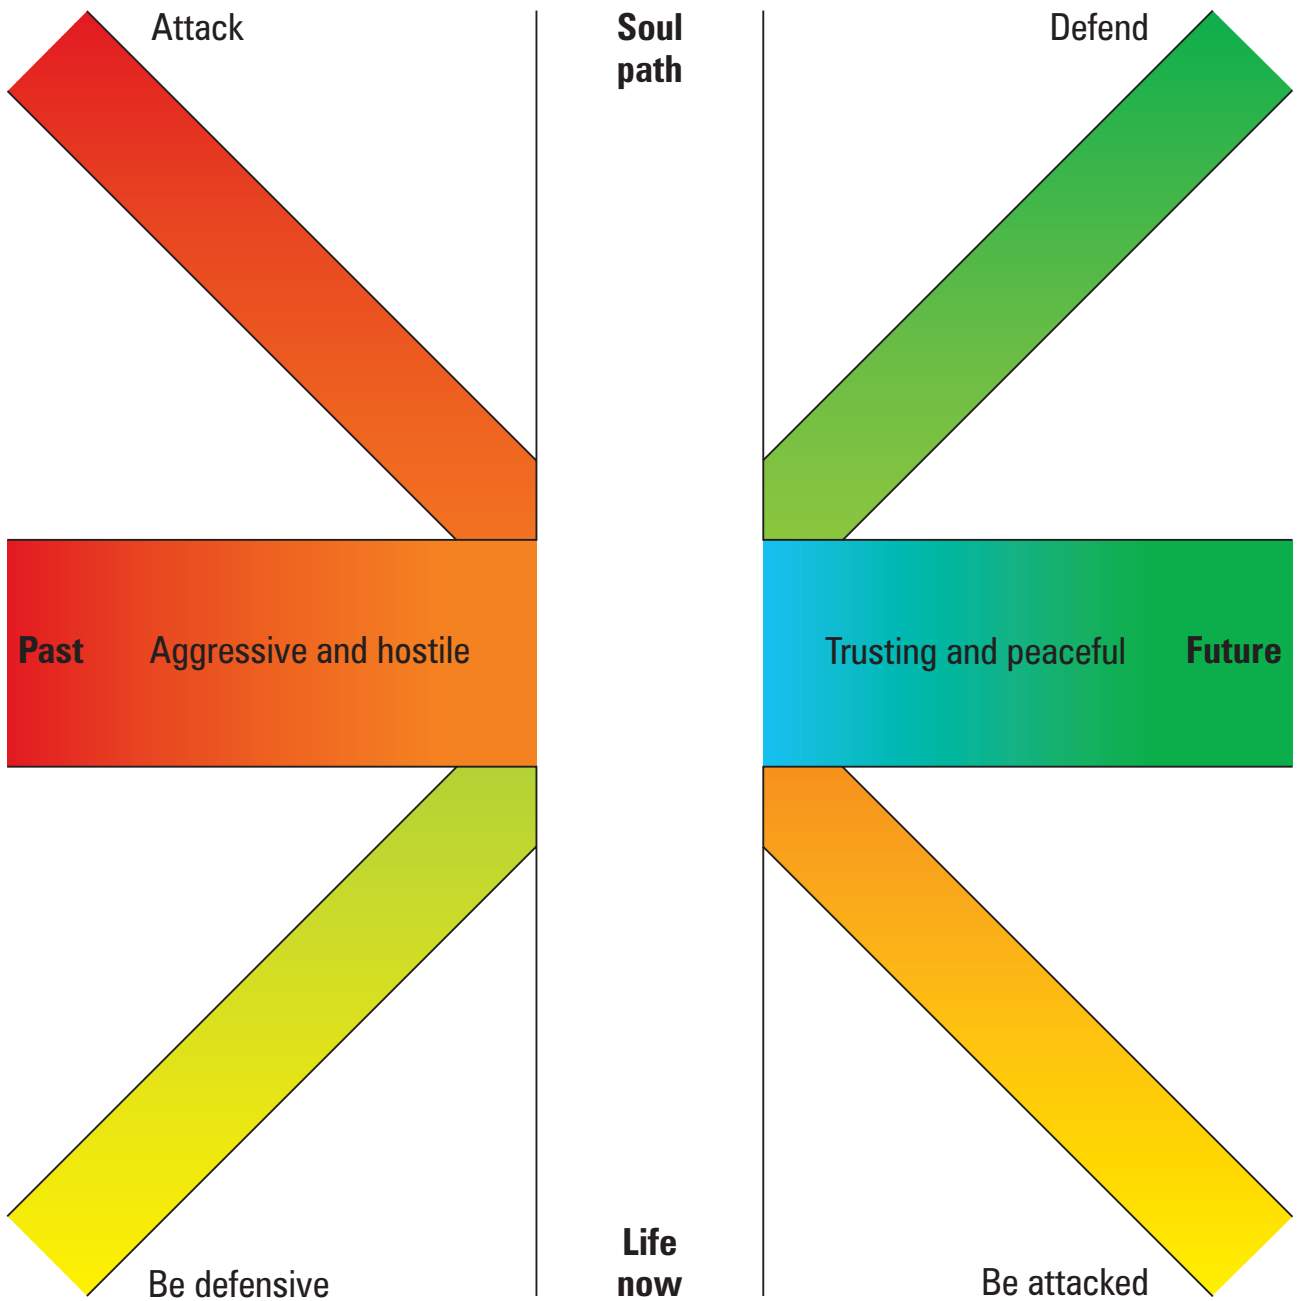 Attack
Soul
path
Defend
Past Aggressive and hostile
Trusting and peaceful Future
Be defensive
Life
now
Be attacked